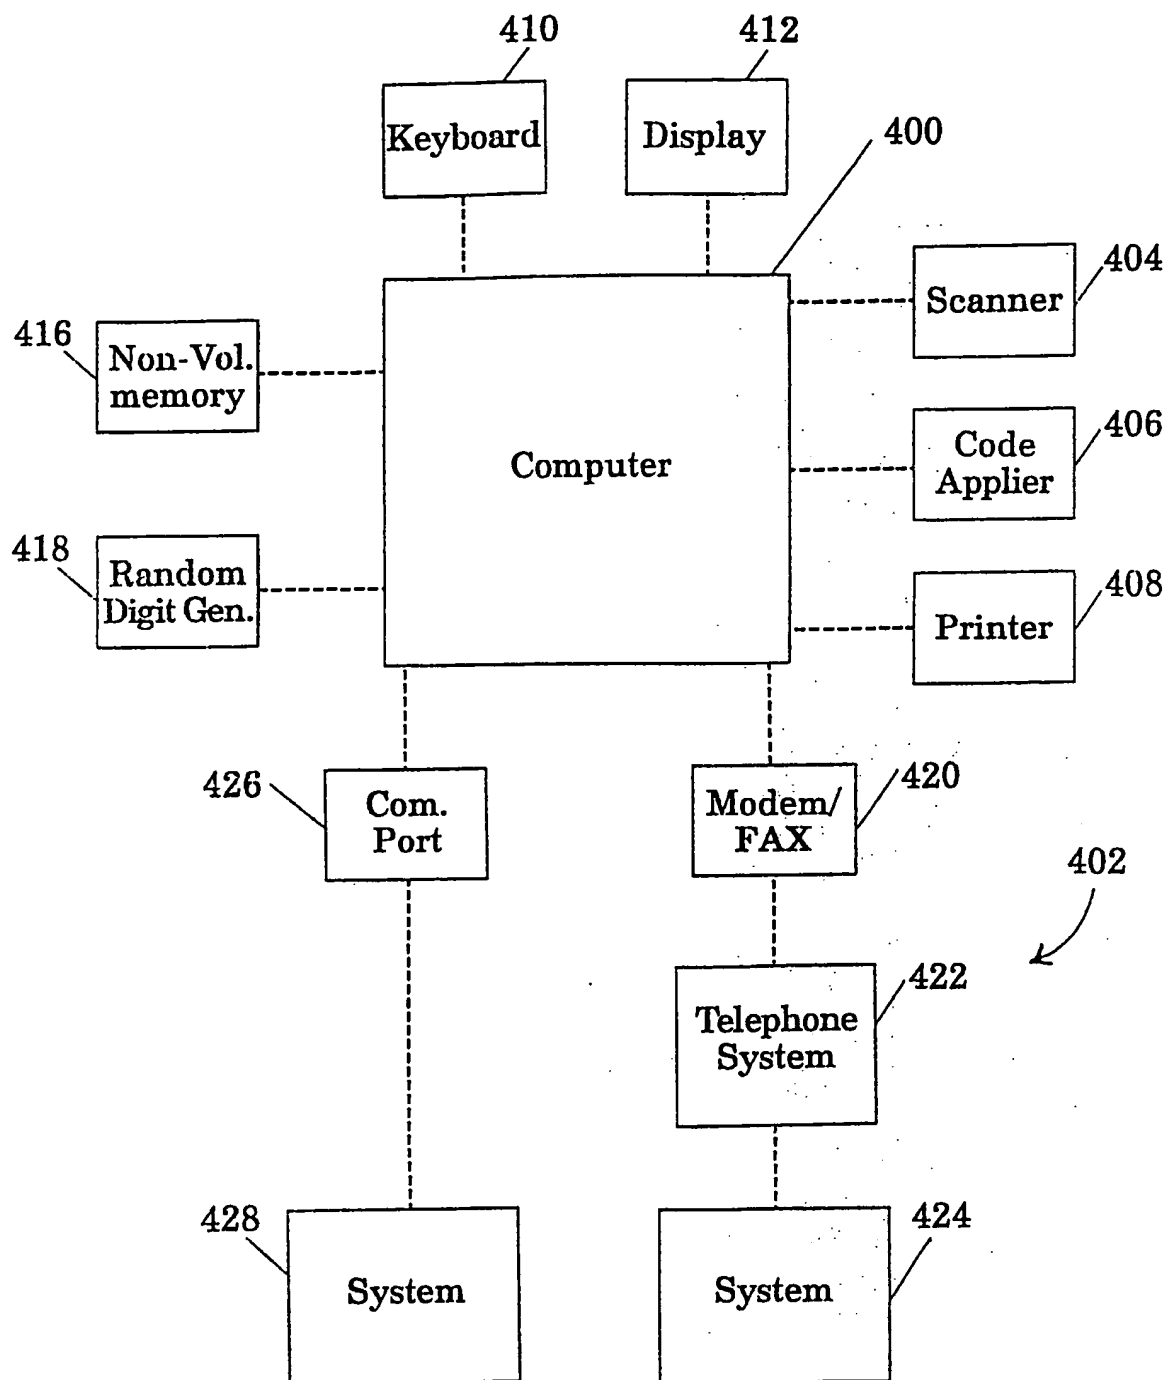 410
412
Keyboard
Display
400
Scanner
404
416
Non-Vol.
memory
Computer
Code
Applier
406
418
Random
Digit Gen.
Printer
408
426
Com.
Port
Modem/
FAX
420
402
Telephone
System
422
428
System
System
424